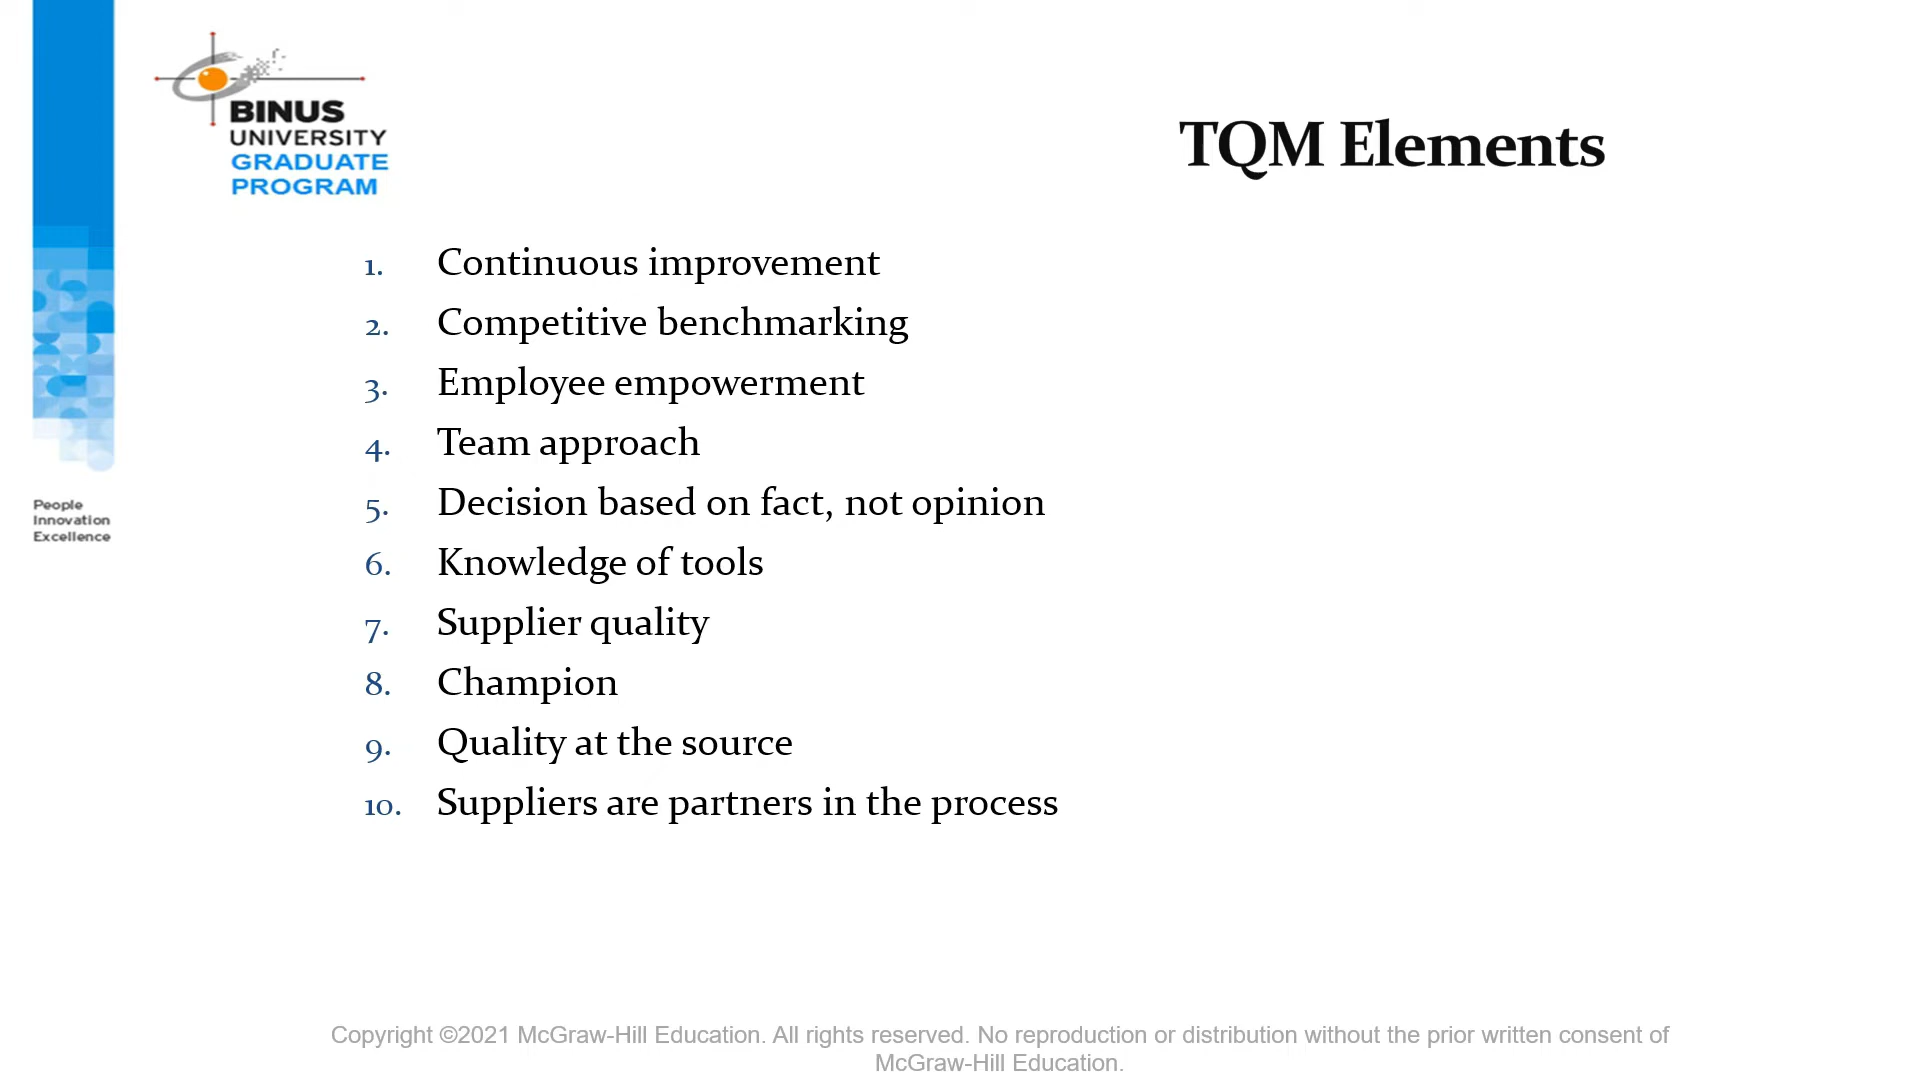 BINUS
UNIVERSITY
GRADUATE
PROGRAM
TQM Elements
1. Continuous improvement
2. Competitive benchmarking
3. Employee empowerment
4. Team approach
5. Decision based on fact, not opinion
6. Knowledge of tools
7. Supplier quality
8. Champion
9. Quality at the source
10. Suppliers are partners in the process
People
Innovation
Excellence
Copyright ©2021 McGraw-Hill Education. All rights reserved. No reproduction or distribution without the prior written consent of
McGraw-Hill Education.